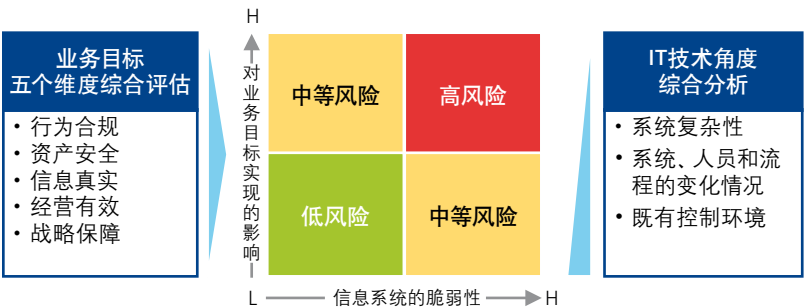 业务目标
五个维度综合评估
• 行为合规
• 资产安全
• 信息真实
• 经营有效
• 战略保障
H
对业务目标实现的影响
中等风险
高风险
低风险
中等风险
L
信息系统的脆弱性
H
IT技术角度
综合分析
• 系统复杂性
• 系统、人员和流
程的变化情况
• 既有控制环境